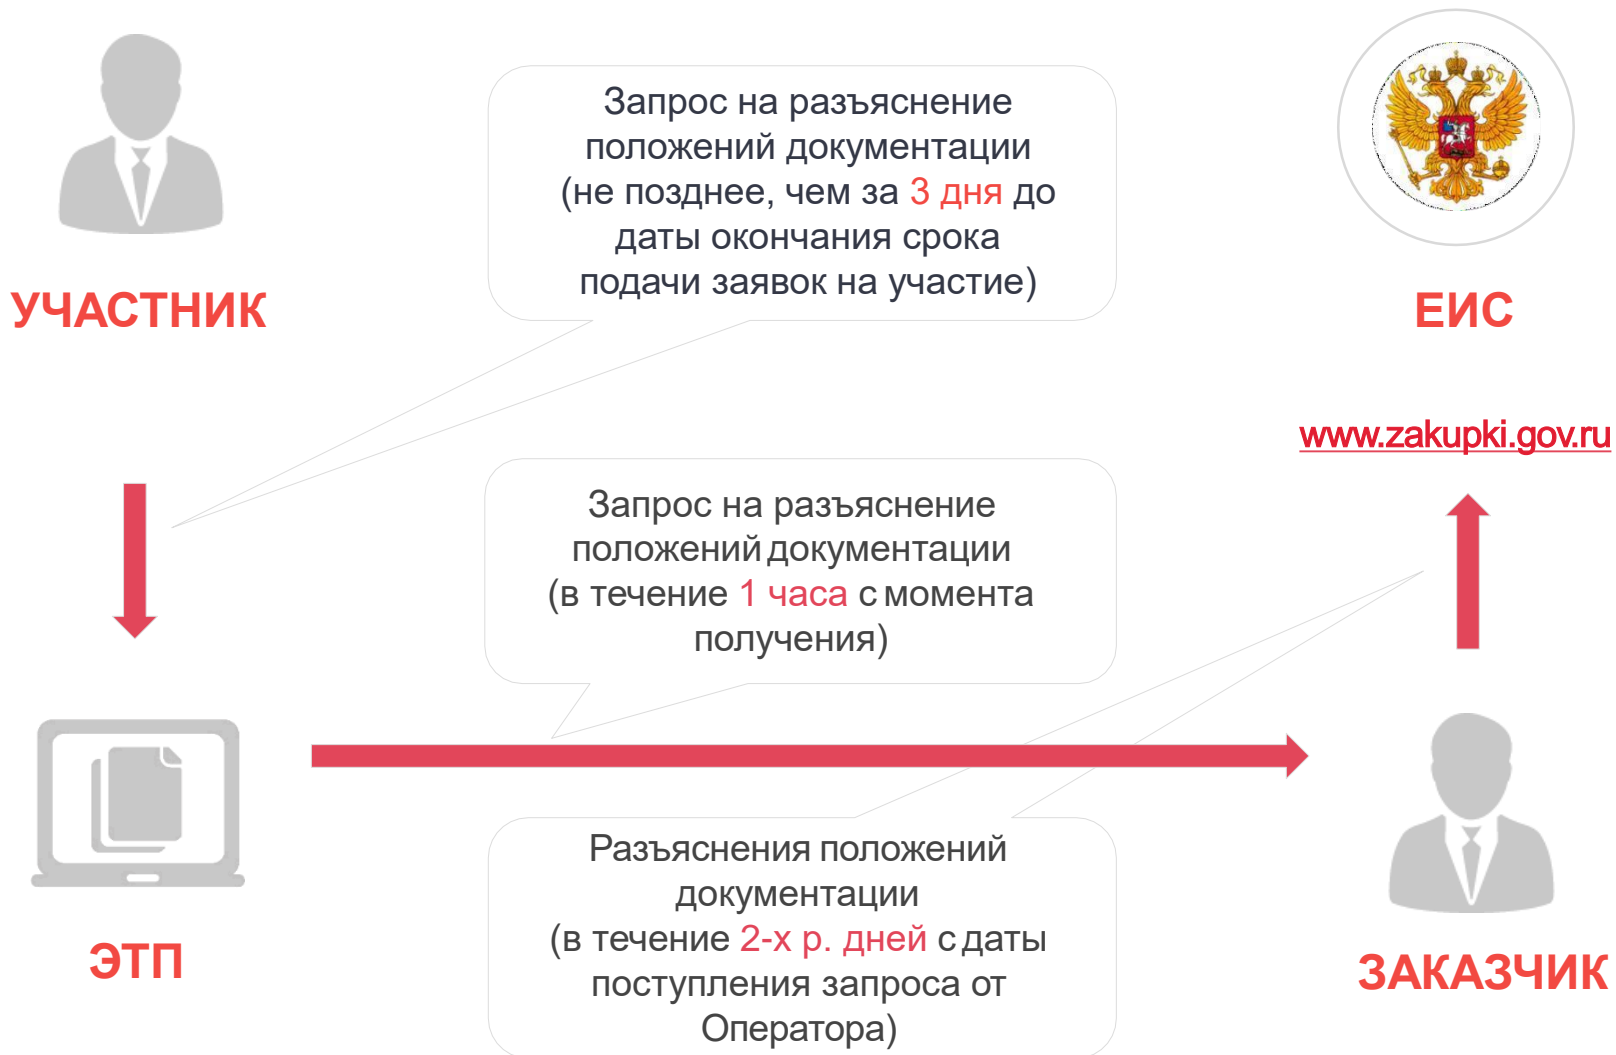 Запрос на разъяснение
положений документации
(не позднее, чем за 3 дня до
даты окончания срока
подачи заявок на участие)
УЧАСТНИК
ЕИС
www.zakupki.gov.ru
Запрос на разъяснение
положений документации
(в течение 1 часа с момента
получения)
Разъяснения положений
документации
(в течение 2-х р. дней с даты
поступления запроса от
Оператора)
ЭТП
ЗАКАЗЧИК